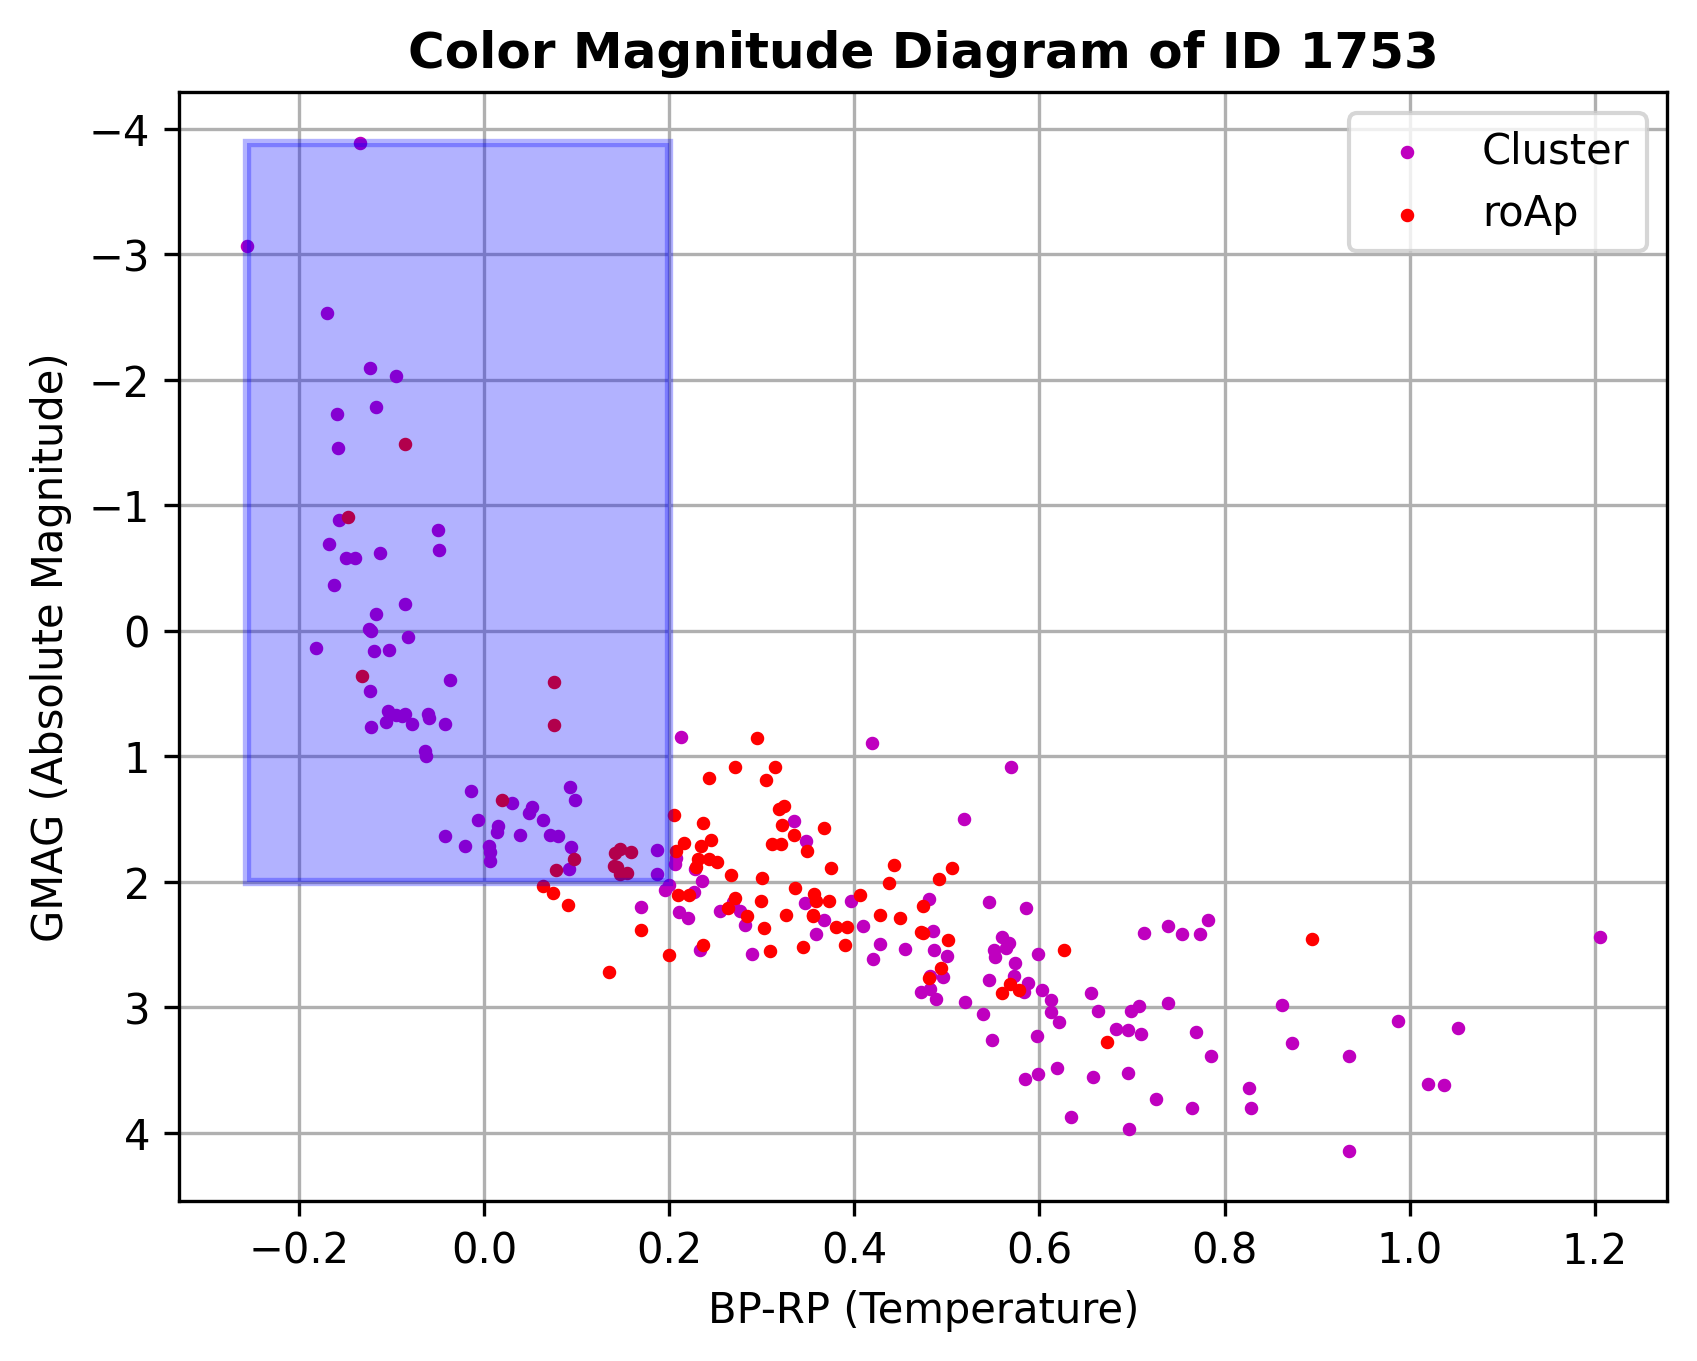 Color Magnitude Diagram of ID 1753
Cluster
roAp
−4
−3
−2
−1
0
1
2
3
4
GMAG (Absolute Magnitude)
−0.2 0.0 0.2 0.4 0.6 0.8 1.0 1.2
BP-RP (Temperature)